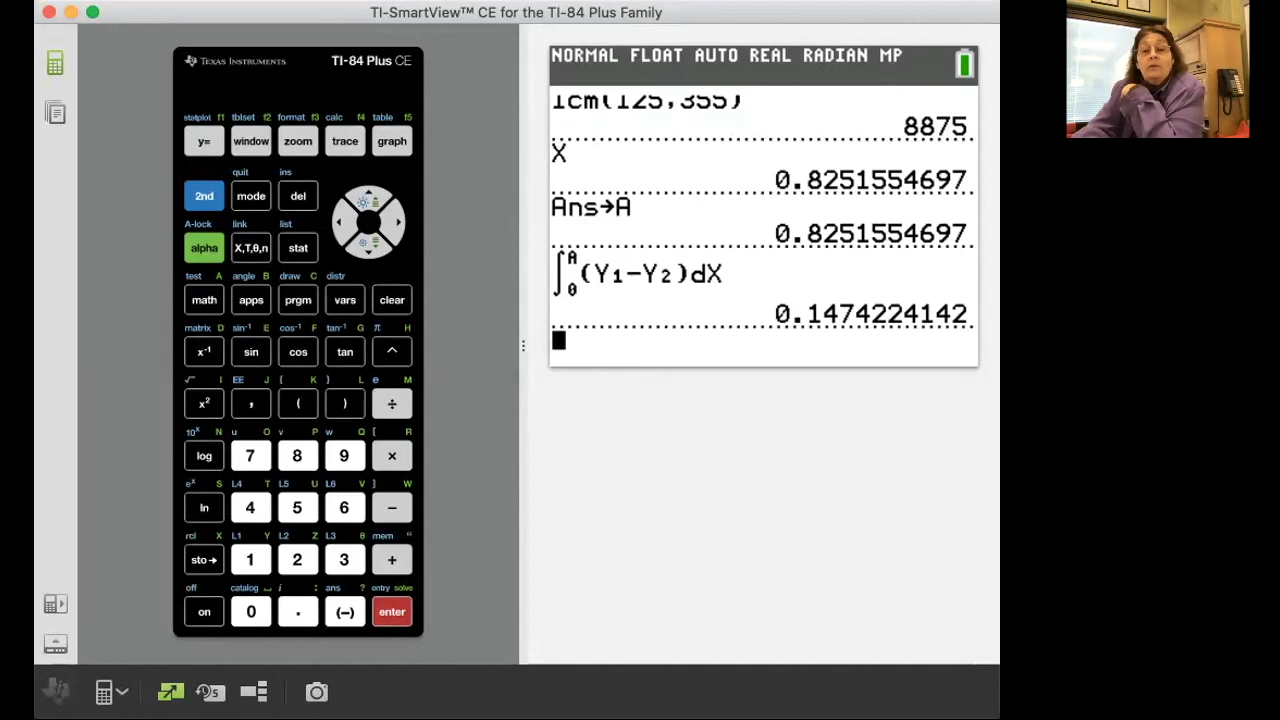 TI-SmartView™ CE for the TI-84 Plus Family
TEXAS INSTRUMENTS TI-84 Plus CE
statplot f1 tblset f2 format f3 calc f4 table f5
y= window zoom trace graph
quit ins
2nd mode del
A-lock link list
alpha X,T,θ,n stat
test A angle B draw C distr
math apps prgm vars clear
matrix D sin⁻¹ E cos⁻¹ F tan⁻¹ G π H
x⁻¹ sin cos tan ^
√ I EE J { K } L e M
x² , ( ) ÷
10ˣ N u O v P w Q [ R
log 7 8 9 ×
eˣ S L4 T L5 U L6 V ] W
ln 4 5 6 −
rcl X L1 Y L2 Z L3 θ mem "
sto→ 1 2 3 +
off catalog ⎵ i : ans ? entry solve
on 0 . (−) enter
NORMAL FLOAT AUTO REAL RADIAN MP
lcm(125,355)
8875
X
0.8251554697
Ans→A
0.8251554697
∫₀ᴬ(Y₁−Y₂)dX
0.1474224142
5